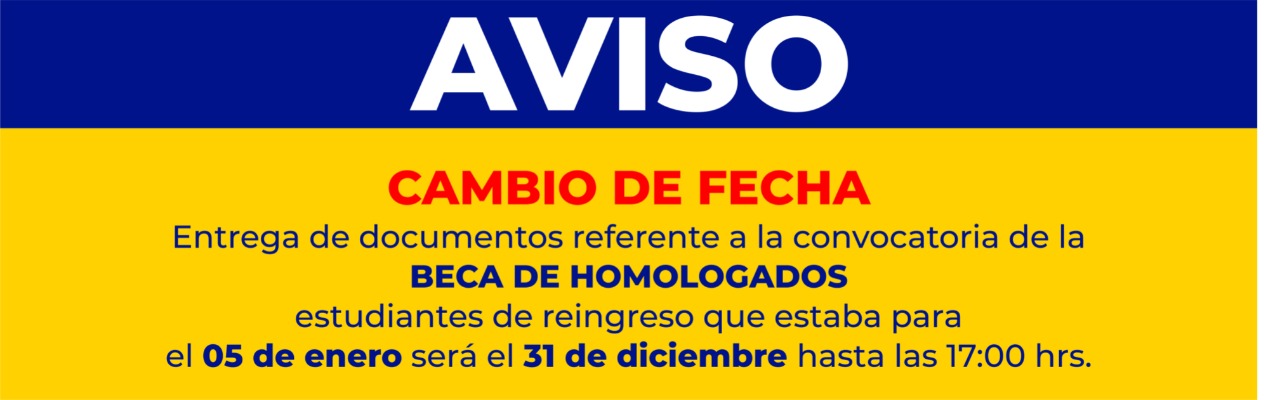 AVISO
CAMBIO DE FECHA
Entrega de documentos referente a la convocatoria de la
BECA DE HOMOLOGADOS
estudiantes de reingreso que estaba para
el 05 de enero será el 31 de diciembre hasta las 17:00 hrs.